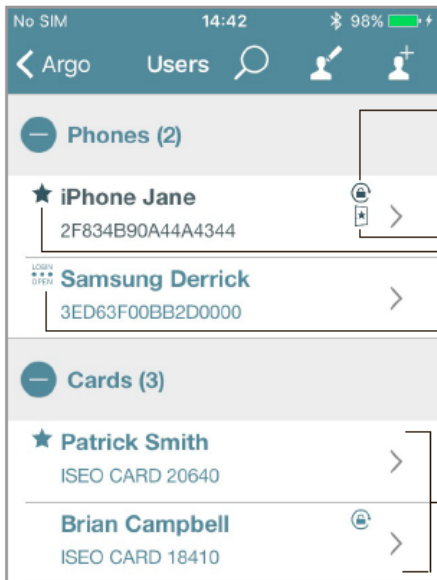 No SIM 14:42 98%
Argo Users
Phones (2)
iPhone Jane
2F834B90A44A4344
LOGIN
OPEN
Samsung Derrick
3ED63F00BB2D0000
Cards (3)
Patrick Smith
ISEO CARD 20640
Brian Campbell
ISEO CARD 18410